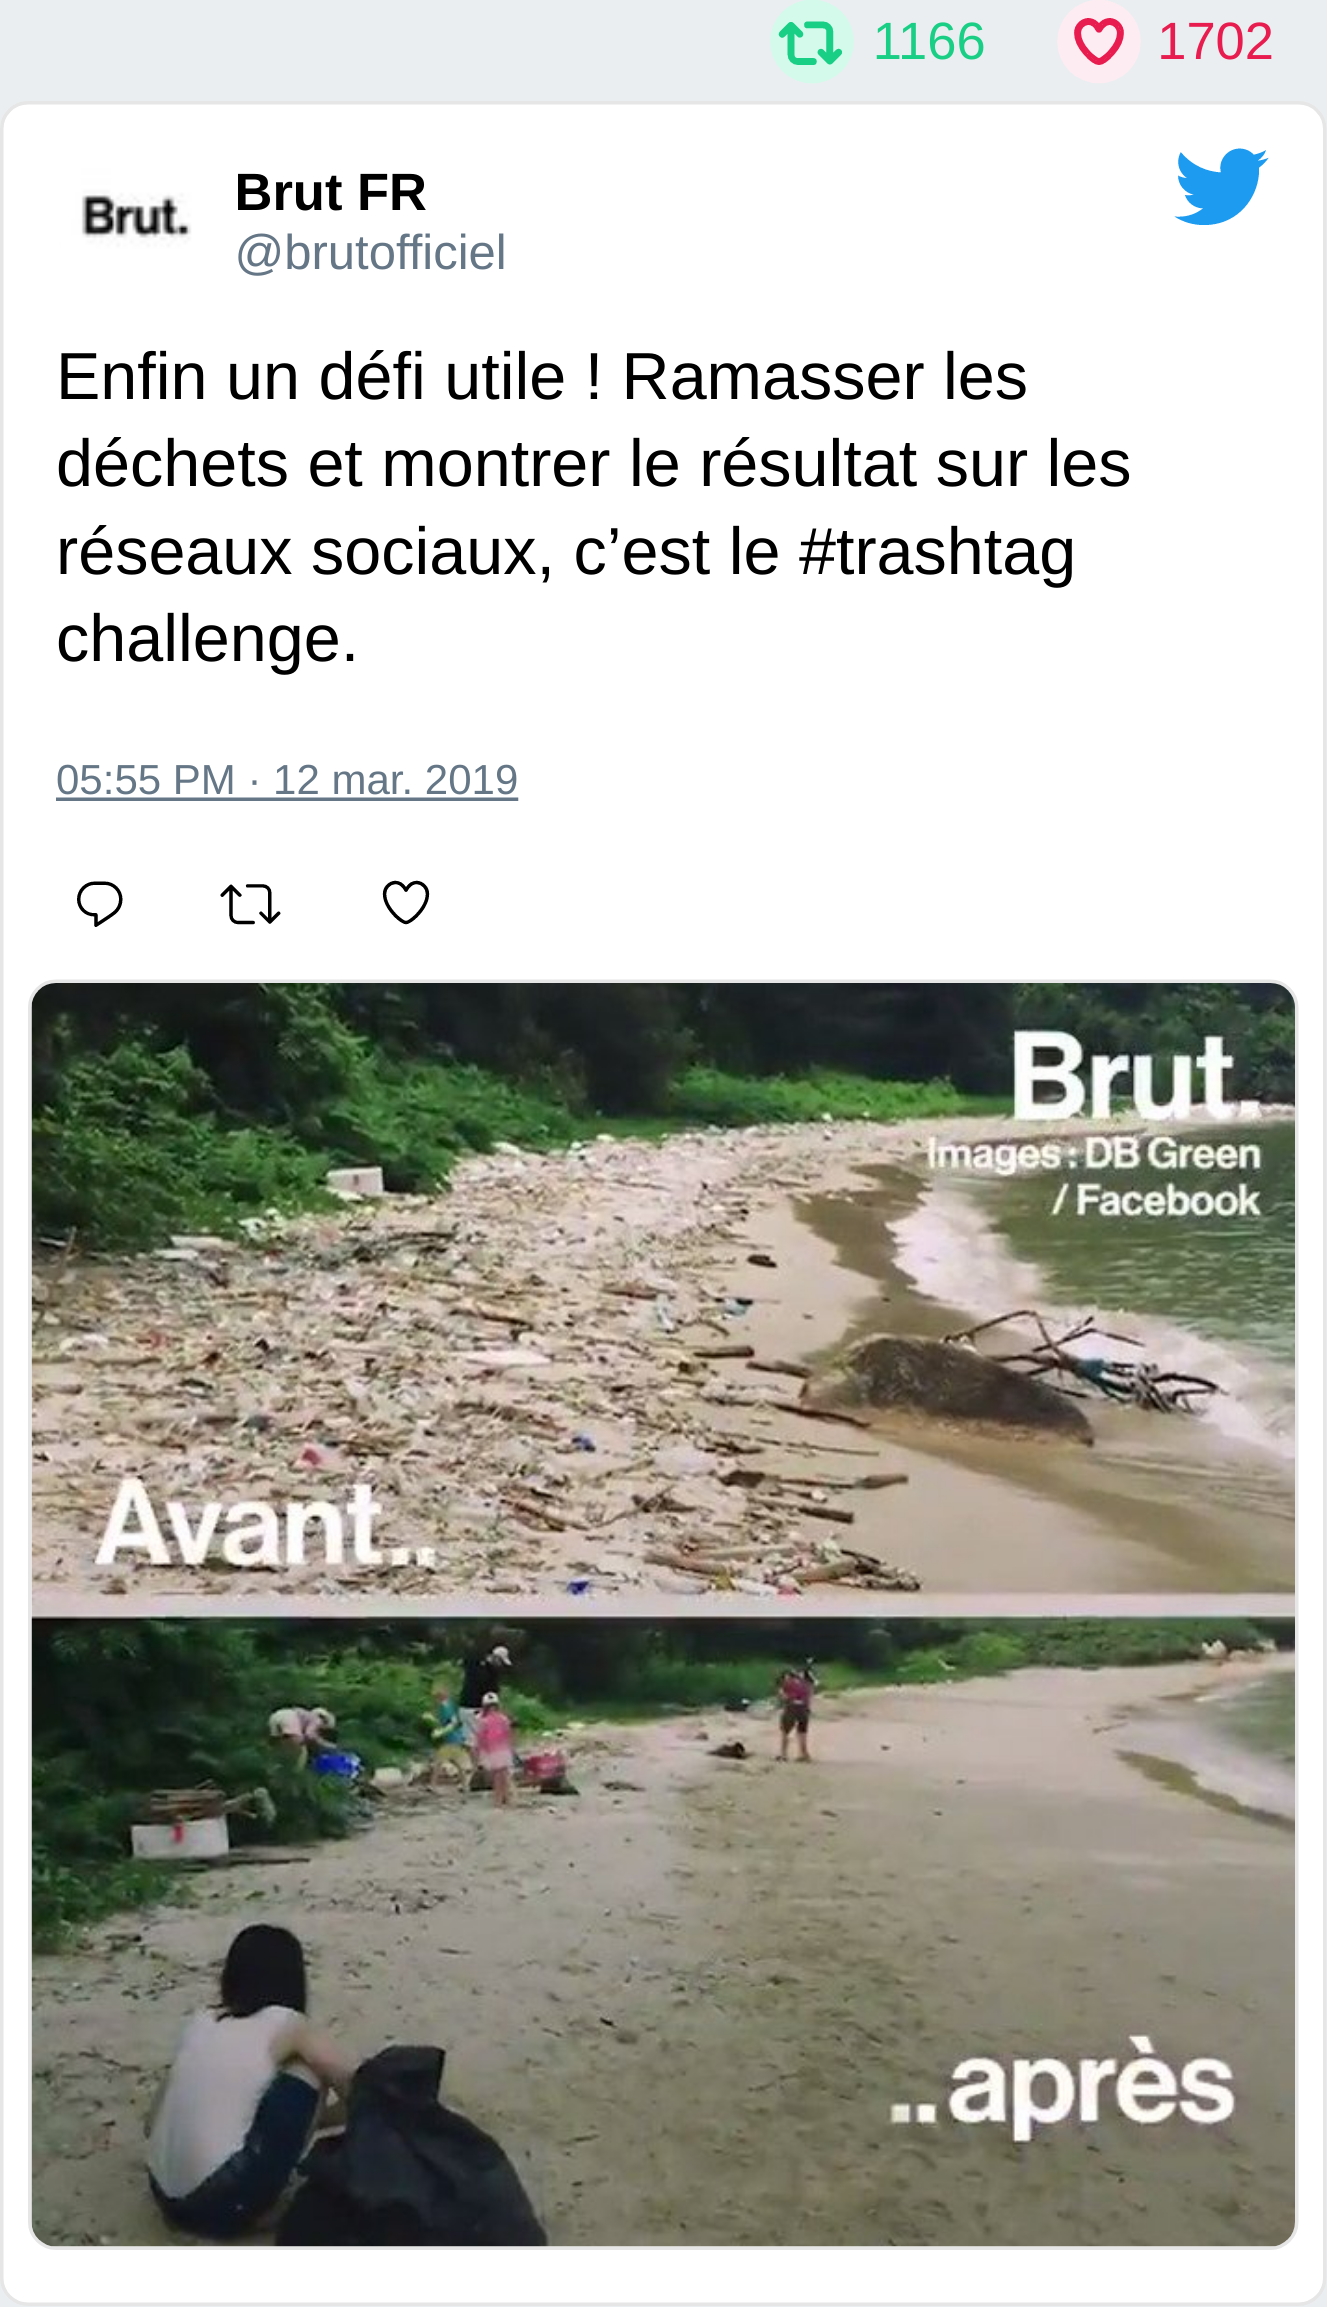 1166 1702
Brut.
Brut FR
@brutofficiel
Enfin un défi utile ! Ramasser les
déchets et montrer le résultat sur les
réseaux sociaux, c’est le #trashtag
challenge.
05:55 PM · 12 mar. 2019
Brut.
Images : DB Green
/ Facebook
Avant..
..après